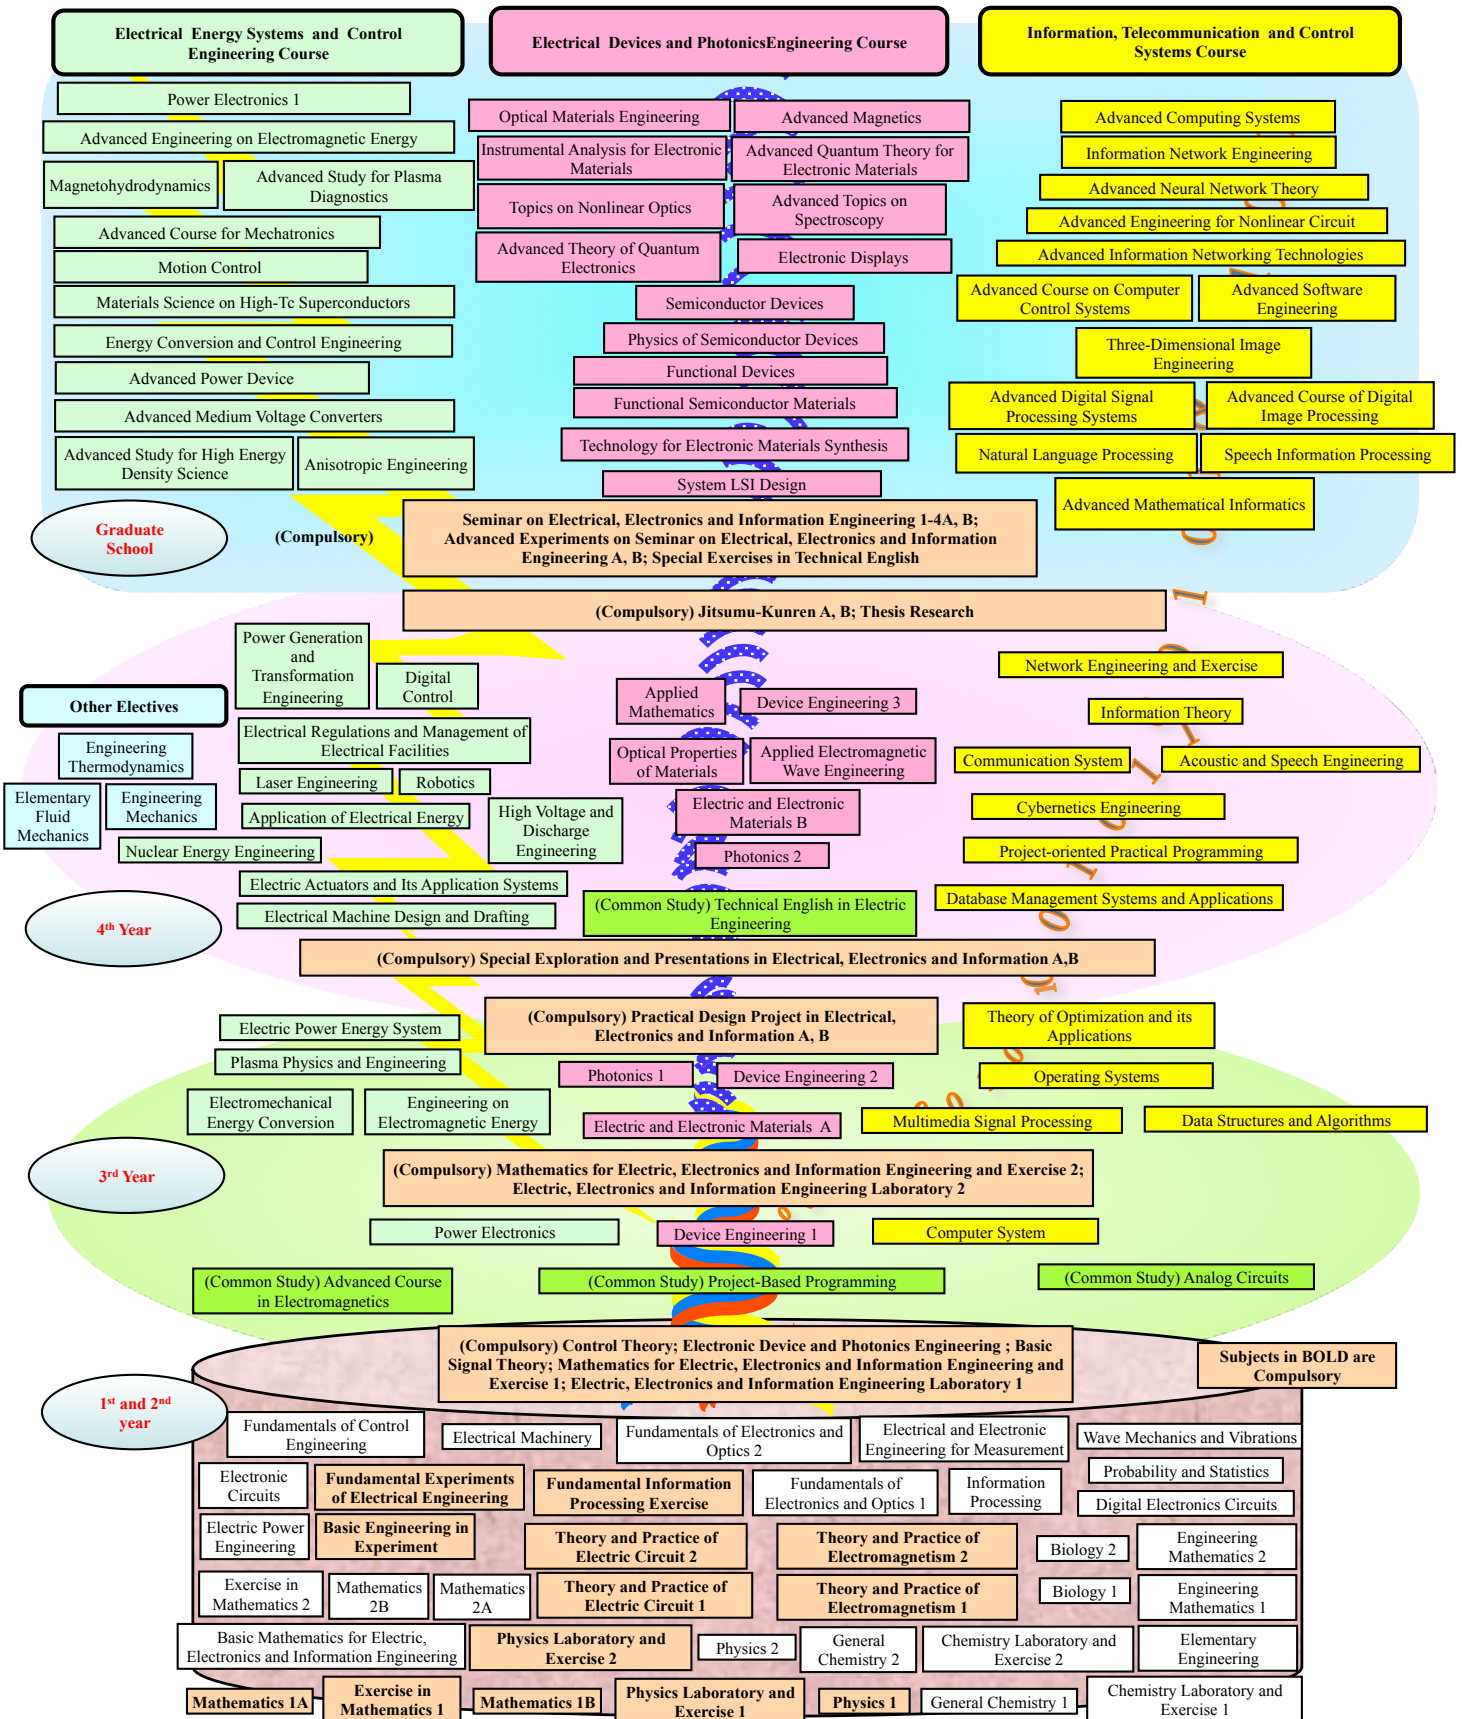 Electrical Energy Systems and Control
Engineering Course
Electrical Devices and PhotonicsEngineering Course
Information, Telecommunication and Control
Systems Course
Power Electronics 1
Advanced Engineering on Electromagnetic Energy
Magnetohydrodynamics
Advanced Study for Plasma
Diagnostics
Advanced Course for Mechatronics
Motion Control
Materials Science on High-Tc Superconductors
Energy Conversion and Control Engineering
Advanced Power Device
Advanced Medium Voltage Converters
Advanced Study for High Energy
Density Science
Anisotropic Engineering
Optical Materials Engineering
Advanced Magnetics
Instrumental Analysis for Electronic
Materials
Advanced Quantum Theory for
Electronic Materials
Topics on Nonlinear Optics
Advanced Topics on
Spectroscopy
Advanced Theory of Quantum
Electronics
Electronic Displays
Semiconductor Devices
Physics of Semiconductor Devices
Functional Devices
Functional Semiconductor Materials
Technology for Electronic Materials Synthesis
System LSI Design
Advanced Computing Systems
Information Network Engineering
Advanced Neural Network Theory
Advanced Engineering for Nonlinear Circuit
Advanced Information Networking Technologies
Advanced Course on Computer
Control Systems
Advanced Software
Engineering
Three-Dimensional Image
Engineering
Advanced Digital Signal
Processing Systems
Advanced Course of Digital
Image Processing
Natural Language Processing
Speech Information Processing
Advanced Mathematical Informatics
Graduate
School
(Compulsory)
Seminar on Electrical, Electronics and Information Engineering 1-4A, B;
Advanced Experiments on Seminar on Electrical, Electronics and Information
Engineering A, B; Special Exercises in Technical English
(Compulsory) Jitsumu-Kunren A, B; Thesis Research
Power Generation
and
Transformation
Engineering
Digital
Control
Other Electives
Engineering
Thermodynamics
Elementary
Fluid
Mechanics
Engineering
Mechanics
Electrical Regulations and Management of
Electrical Facilities
Laser Engineering
Robotics
Application of Electrical Energy
High Voltage and
Discharge
Engineering
Nuclear Energy Engineering
Electric Actuators and Its Application Systems
Electrical Machine Design and Drafting
Applied
Mathematics
Device Engineering 3
Optical Properties
of Materials
Applied Electromagnetic
Wave Engineering
Electric and Electronic
Materials B
Photonics 2
(Common Study) Technical English in Electric
Engineering
Network Engineering and Exercise
Information Theory
Communication System
Acoustic and Speech Engineering
Cybernetics Engineering
Project-oriented Practical Programming
Database Management Systems and Applications
4th Year
(Compulsory) Special Exploration and Presentations in Electrical, Electronics and Information A,B
(Compulsory) Practical Design Project in Electrical,
Electronics and Information A, B
Electric Power Energy System
Plasma Physics and Engineering
Electromechanical
Energy Conversion
Engineering on
Electromagnetic Energy
Photonics 1
Device Engineering 2
Electric and Electronic Materials A
Theory of Optimization and its
Applications
Operating Systems
Multimedia Signal Processing
Data Structures and Algorithms
3rd Year
(Compulsory) Mathematics for Electric, Electronics and Information Engineering and Exercise 2;
Electric, Electronics and Information Engineering Laboratory 2
Power Electronics
Device Engineering 1
Computer System
(Common Study) Advanced Course
in Electromagnetics
(Common Study) Project-Based Programming
(Common Study) Analog Circuits
(Compulsory) Control Theory; Electronic Device and Photonics Engineering ; Basic
Signal Theory; Mathematics for Electric, Electronics and Information Engineering and
Exercise 1; Electric, Electronics and Information Engineering Laboratory 1
Subjects in BOLD are
Compulsory
1st and 2nd
year
Fundamentals of Control
Engineering
Electrical Machinery
Fundamentals of Electronics and
Optics 2
Electrical and Electronic
Engineering for Measurement
Wave Mechanics and Vibrations
Electronic
Circuits
Fundamental Experiments
of Electrical Engineering
Fundamental Information
Processing Exercise
Fundamentals of
Electronics and Optics 1
Information
Processing
Probability and Statistics
Digital Electronics Circuits
Electric Power
Engineering
Basic Engineering in
Experiment
Theory and Practice of
Electric Circuit 2
Theory and Practice of
Electromagnetism 2
Biology 2
Engineering
Mathematics 2
Exercise in
Mathematics 2
Mathematics
2B
Mathematics
2A
Theory and Practice of
Electric Circuit 1
Theory and Practice of
Electromagnetism 1
Biology 1
Engineering
Mathematics 1
Basic Mathematics for Electric,
Electronics and Information Engineering
Physics Laboratory and
Exercise 2
Physics 2
General
Chemistry 2
Chemistry Laboratory and
Exercise 2
Elementary
Engineering
Mathematics 1A
Exercise in
Mathematics 1
Mathematics 1B
Physics Laboratory and
Exercise 1
Physics 1
General Chemistry 1
Chemistry Laboratory and
Exercise 1